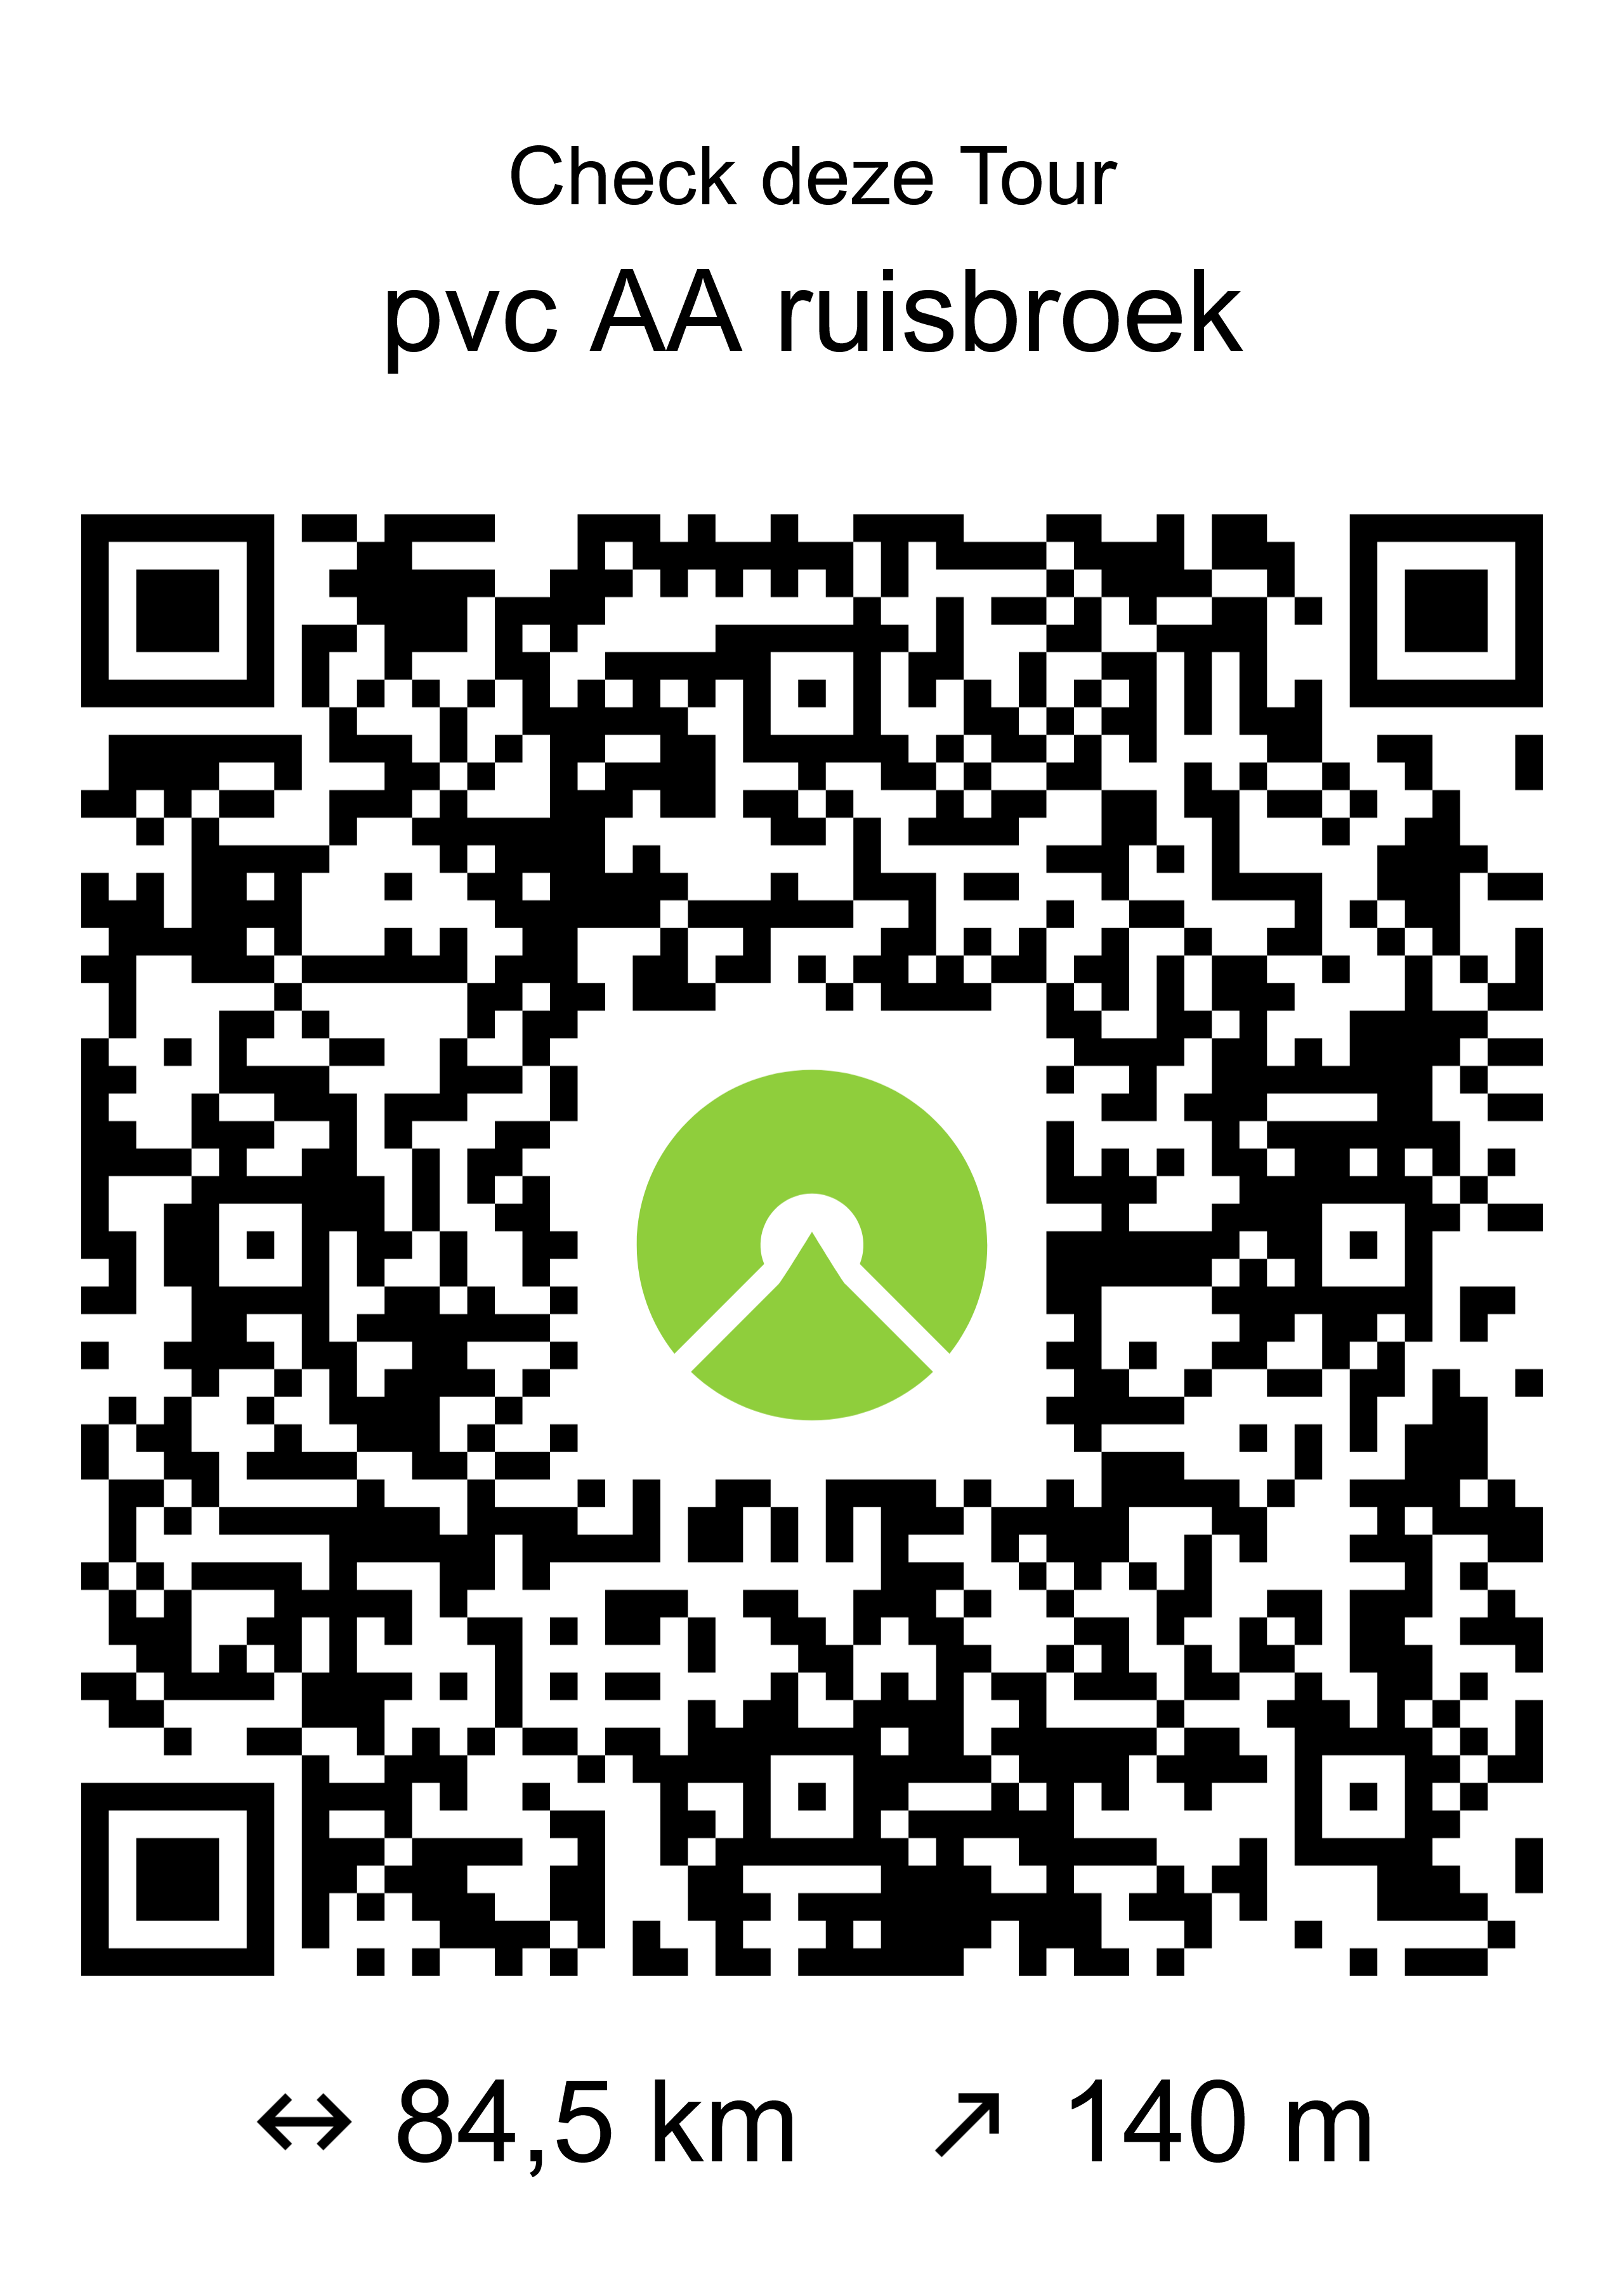 Check deze Tour
pvc AA ruisbroek
↔ 84,5 km ↗ 140 m